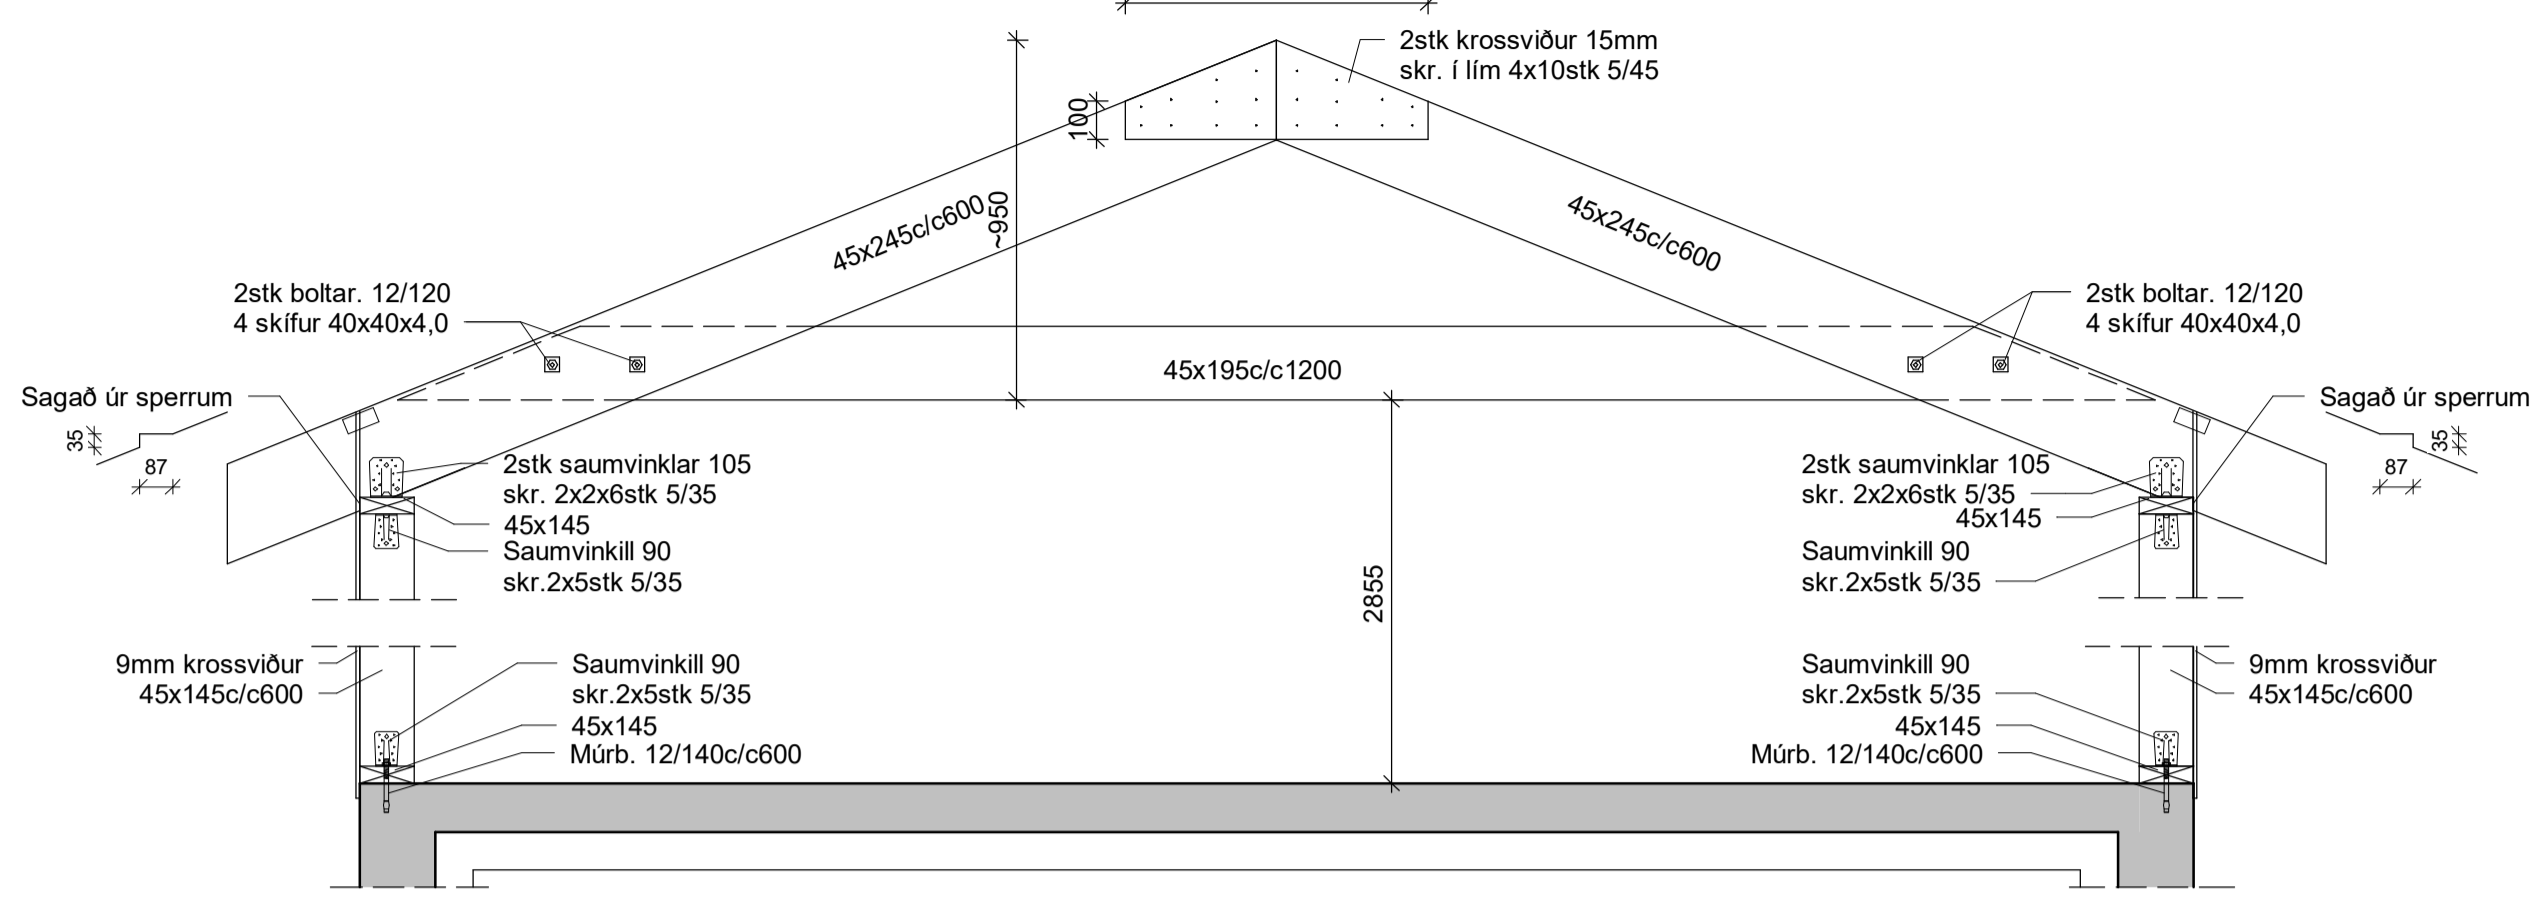 2stk krossviður 15mm
skr. í lím 4x10stk 5/45
100
~950
45x245c/c600
45x245c/c600
2stk boltar. 12/120
4 skífur 40x40x4,0
2stk boltar. 12/120
4 skífur 40x40x4,0
45x195c/c1200
Sagað úr sperrum
35
87
Sagað úr sperrum
35
87
2stk saumvinklar 105
skr. 2x2x6stk 5/35
45x145
Saumvinkill 90
skr.2x5stk 5/35
2stk saumvinklar 105
skr. 2x2x6stk 5/35
45x145
Saumvinkill 90
skr.2x5stk 5/35
2855
9mm krossviður
45x145c/c600
Saumvinkill 90
skr.2x5stk 5/35
45x145
Múrb. 12/140c/c600
Saumvinkill 90
skr.2x5stk 5/35
45x145
Múrb. 12/140c/c600
9mm krossviður
45x145c/c600